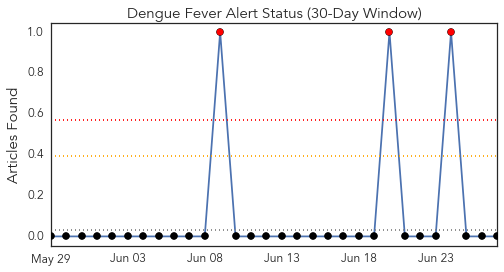 Dengue Fever Alert Status (30-Day Window)
Articles Found
1.0
0.8
0.6
0.4
0.2
0.0
May 29 Jun 03 Jun 08 Jun 13 Jun 18 Jun 23